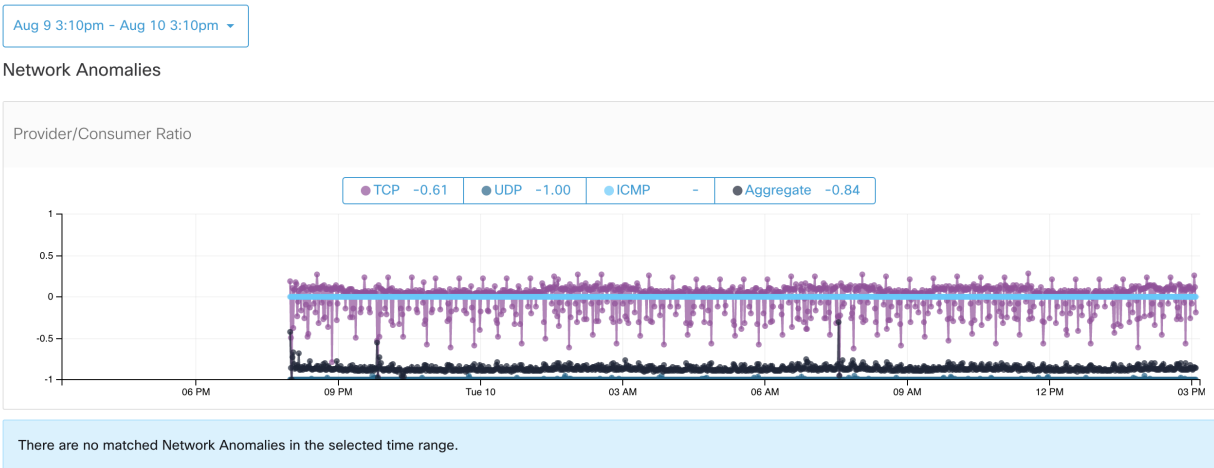 Aug 9 3:10pm - Aug 10 3:10pm
Network Anomalies
Provider/Consumer Ratio
TCP -0.61 UDP -1.00 ICMP - Aggregate -0.84
1
0.5
0
-0.5
-1
06 PM 09 PM Tue 10 03 AM 06 AM 09 AM 12 PM 03 PM
There are no matched Network Anomalies in the selected time range.